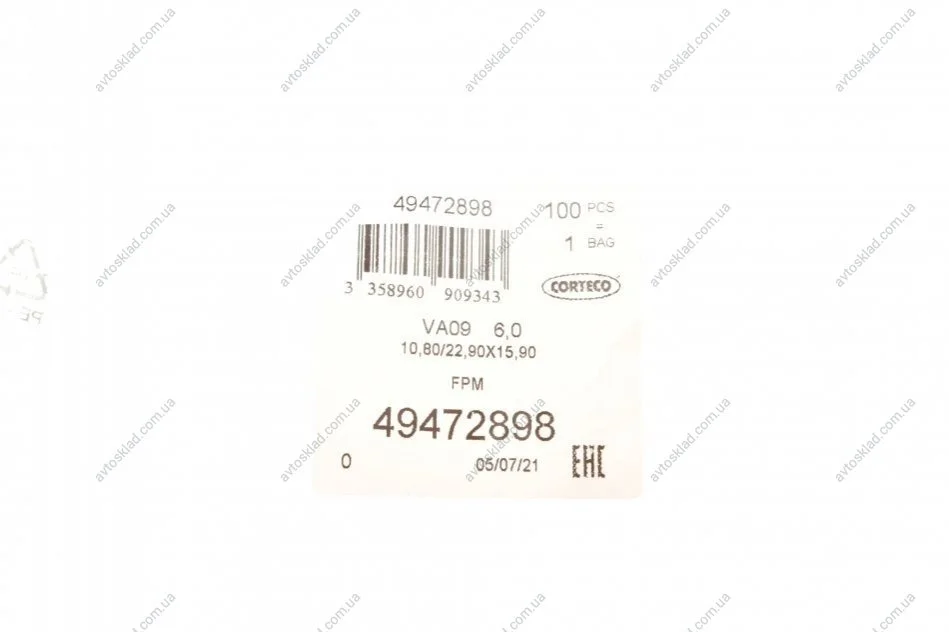 49472898
100 PCS
=
1 BAG
3 358960 909343
CORTECO
VA09 6,0
10,80/22,90X15,90
FPM
49472898
0 05/07/21 EAC
PE
avtosklad.com.ua